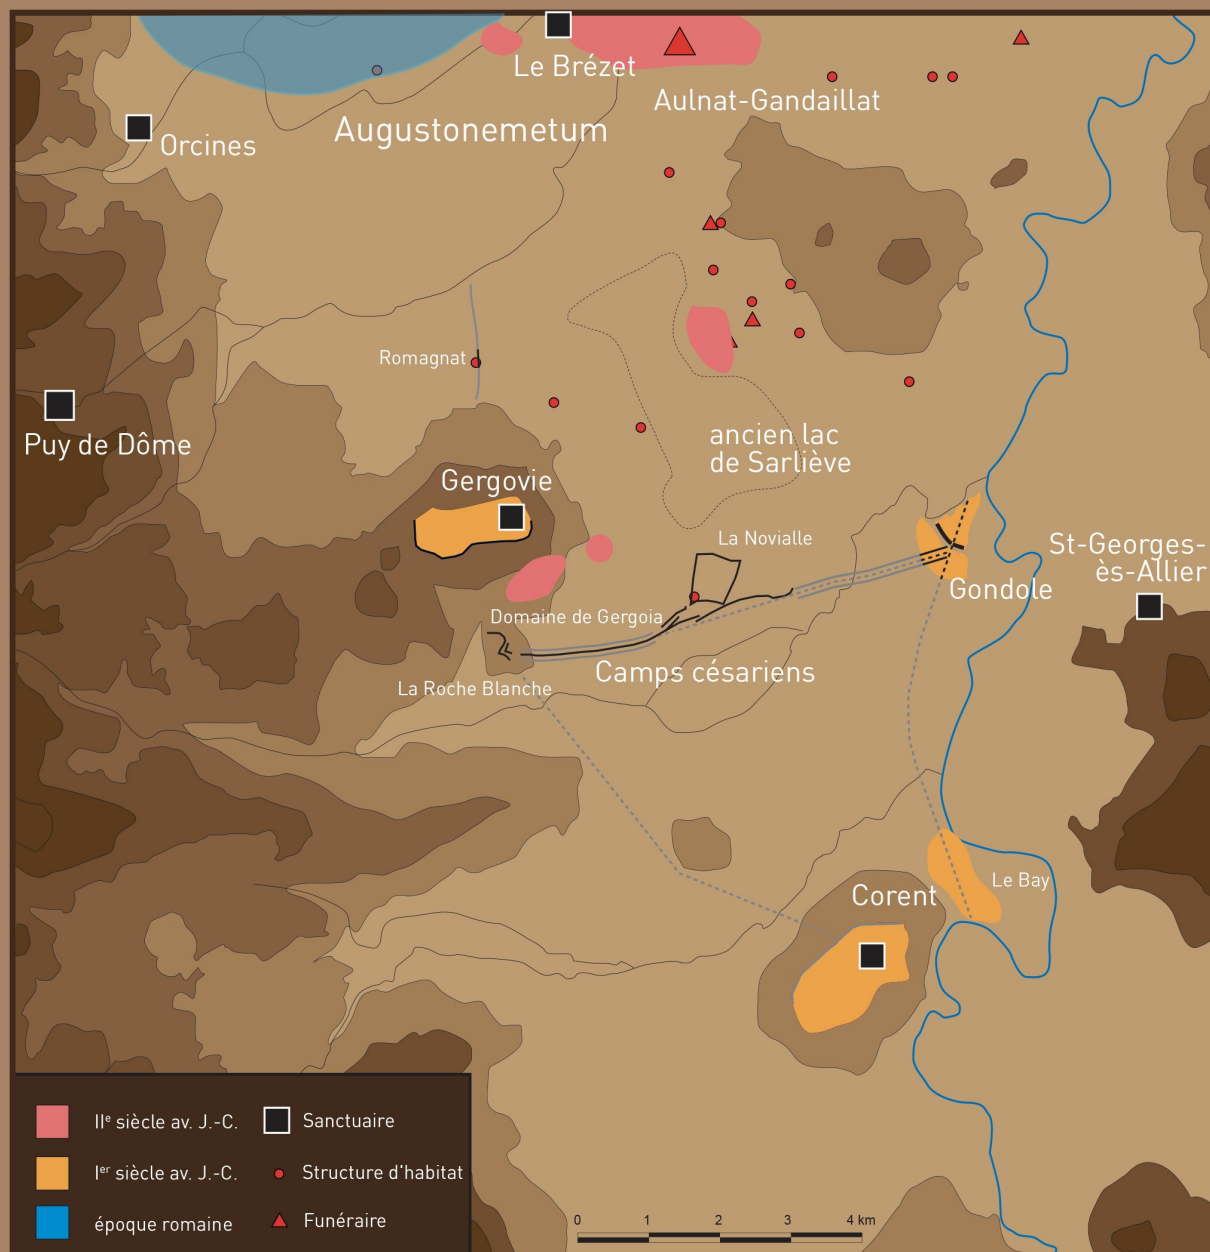 Le Brézet
Aulnat-Gandaillat
Augustonemetum
Orcines
Romagnat
Puy de Dôme
ancien lac
de Sarliève
Gergovie
La Novialle
St-Georges-
ès-Allier
Gondole
Domaine de Gergoia
Camps césariens
La Roche Blanche
Le Bay
Corent
IIe siècle av. J.-C.
Sanctuaire
Ier siècle av. J.-C.
Structure d'habitat
époque romaine
Funéraire
0 1 2 3 4 km